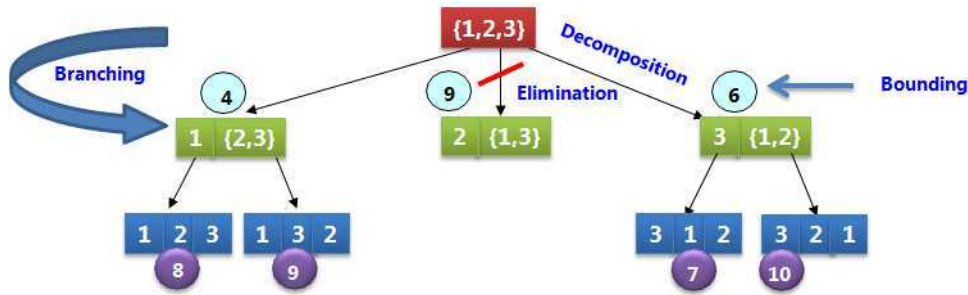 {1,2,3}
Decomposition
Branching
4
9
Elimination
6
Bounding
1 {2,3}
2 {1,3}
3 {1,2}
1 2 3
1 3 2
3 1 2
3 2 1
8
9
7
10